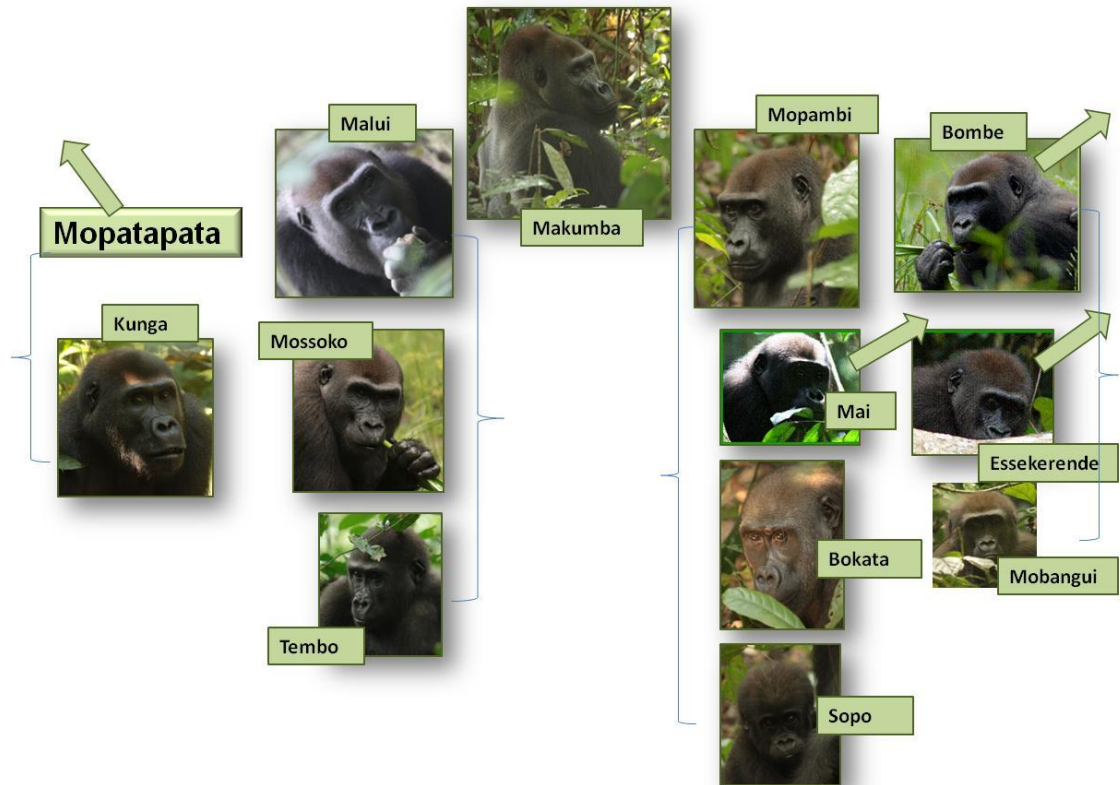 Malui
Mopambi
Bombe
Mopatapata
Makumba
Kunga
Mossoko
Mai
Essekerende
Bokata
Mobangui
Tembo
Sopo